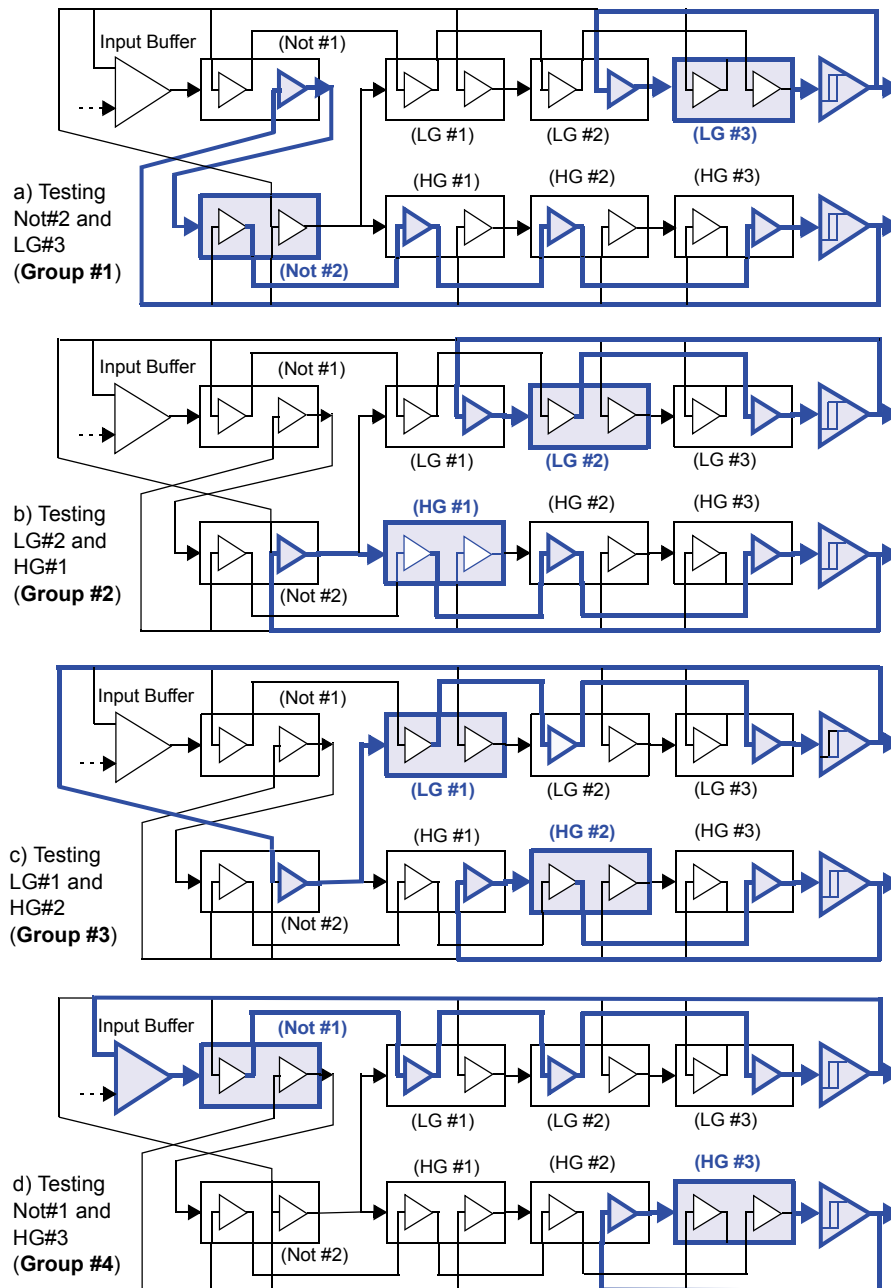 Input Buffer
(Not #1)
(LG #1)
(LG #2)
(LG #3)
(HG #1)
(HG #2)
(HG #3)
a) Testing
Not#2 and
LG#3
(Group #1)
(Not #2)
Input Buffer
(Not #1)
(LG #1)
(LG #2)
(LG #3)
(HG #1)
(HG #2)
(HG #3)
b) Testing
LG#2 and
HG#1
(Group #2)
(Not #2)
Input Buffer
(Not #1)
(LG #1)
(LG #2)
(LG #3)
(HG #1)
(HG #2)
(HG #3)
c) Testing
LG#1 and
HG#2
(Group #3)
(Not #2)
Input Buffer
(Not #1)
(LG #1)
(LG #2)
(LG #3)
(HG #1)
(HG #2)
(HG #3)
d) Testing
Not#1 and
HG#3
(Group #4)
(Not #2)